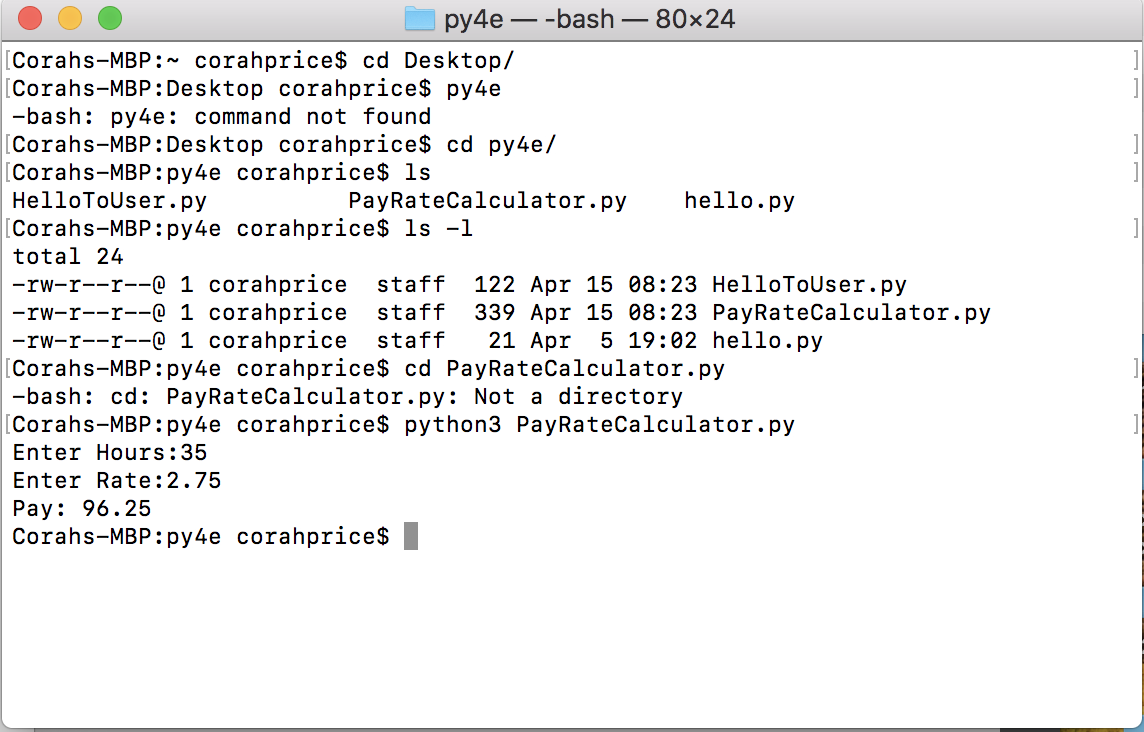 py4e — -bash — 80×24
[Corahs-MBP:~ corahprice$ cd Desktop/ ]
[Corahs-MBP:Desktop corahprice$ py4e ]
-bash: py4e: command not found
[Corahs-MBP:Desktop corahprice$ cd py4e/ ]
[Corahs-MBP:py4e corahprice$ ls ]
HelloToUser.py          PayRateCalculator.py    hello.py
[Corahs-MBP:py4e corahprice$ ls -l ]
total 24
-rw-r--r--@ 1 corahprice  staff  122 Apr 15 08:23 HelloToUser.py
-rw-r--r--@ 1 corahprice  staff  339 Apr 15 08:23 PayRateCalculator.py
-rw-r--r--@ 1 corahprice  staff   21 Apr  5 19:02 hello.py
[Corahs-MBP:py4e corahprice$ cd PayRateCalculator.py ]
-bash: cd: PayRateCalculator.py: Not a directory
[Corahs-MBP:py4e corahprice$ python3 PayRateCalculator.py ]
Enter Hours:35
Enter Rate:2.75
Pay: 96.25
Corahs-MBP:py4e corahprice$